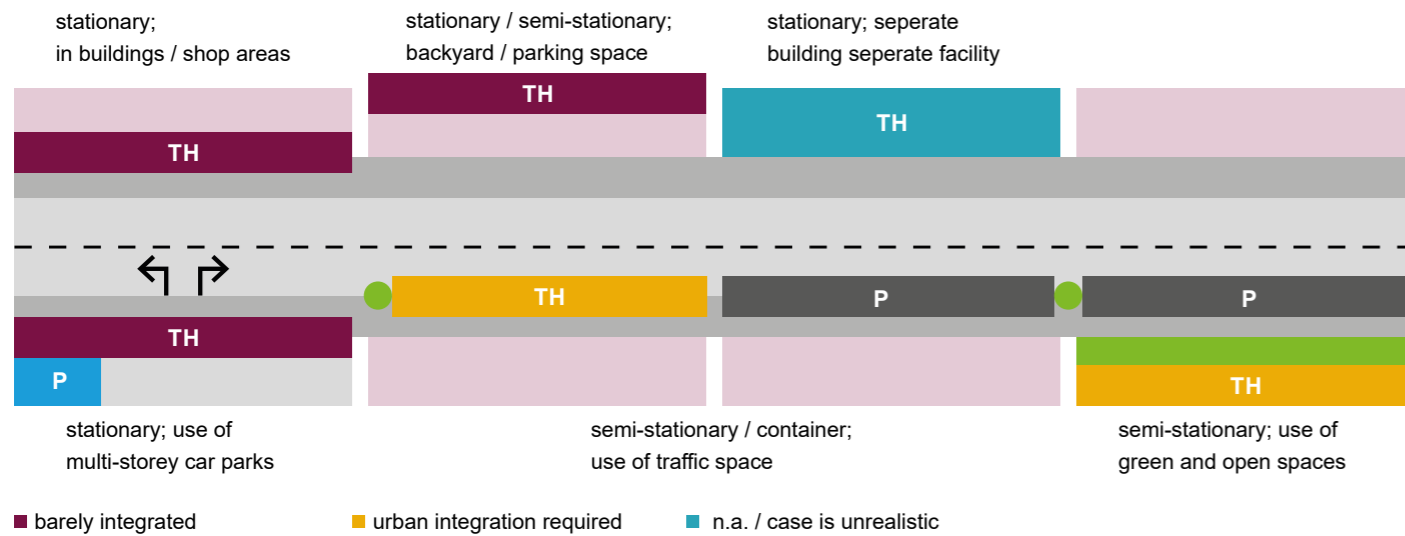 stationary;
in buildings / shop areas
stationary / semi-stationary;
backyard / parking space
stationary; seperate
building seperate facility
TH
TH
TH
TH
P
P
TH
P
TH
stationary; use of
multi-storey car parks
semi-stationary / container;
use of traffic space
semi-stationary; use of
green and open spaces
barely integrated
urban integration required
n.a. / case is unrealistic